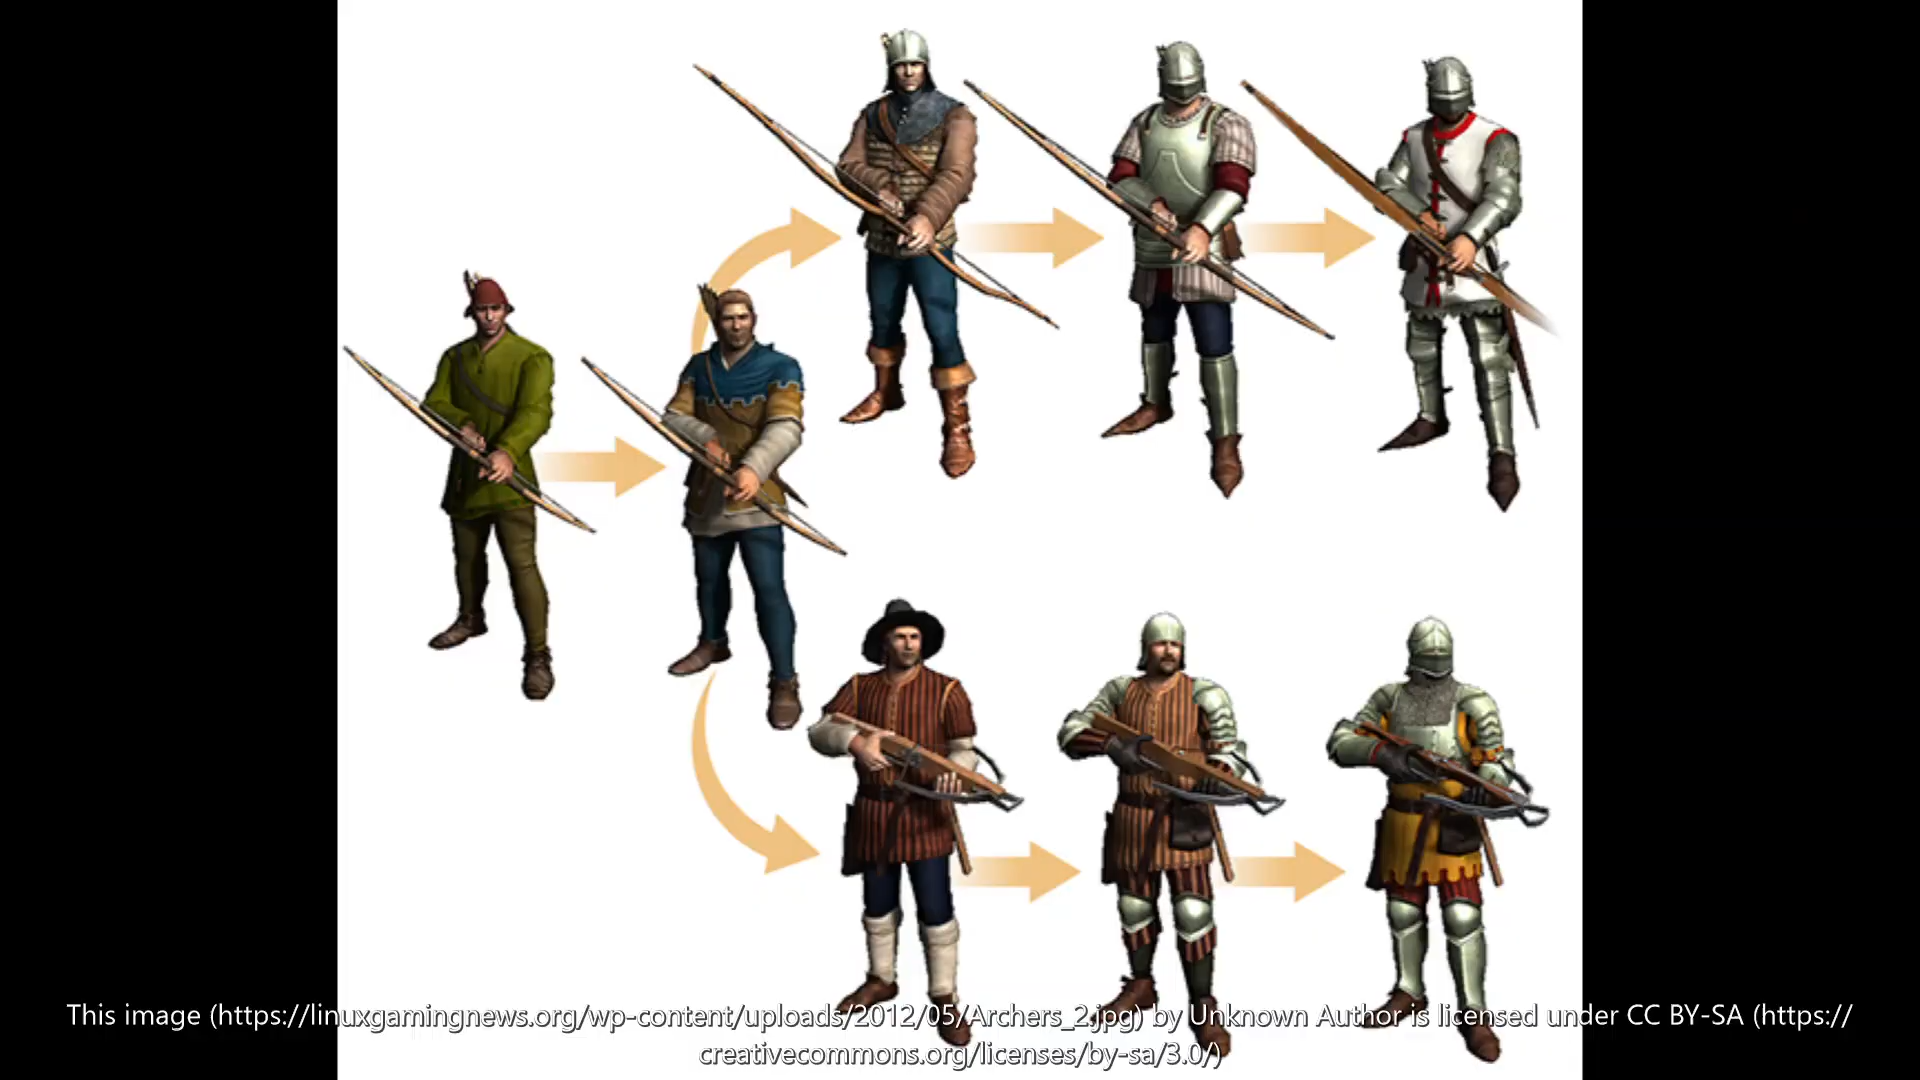 This image (https://linuxgamingnews.org/wp-content/uploads/2012/05/Archers_2.jpg) by Unknown Author is licensed under CC BY-SA (https://
creativecommons.org/licenses/by-sa/3.0/)